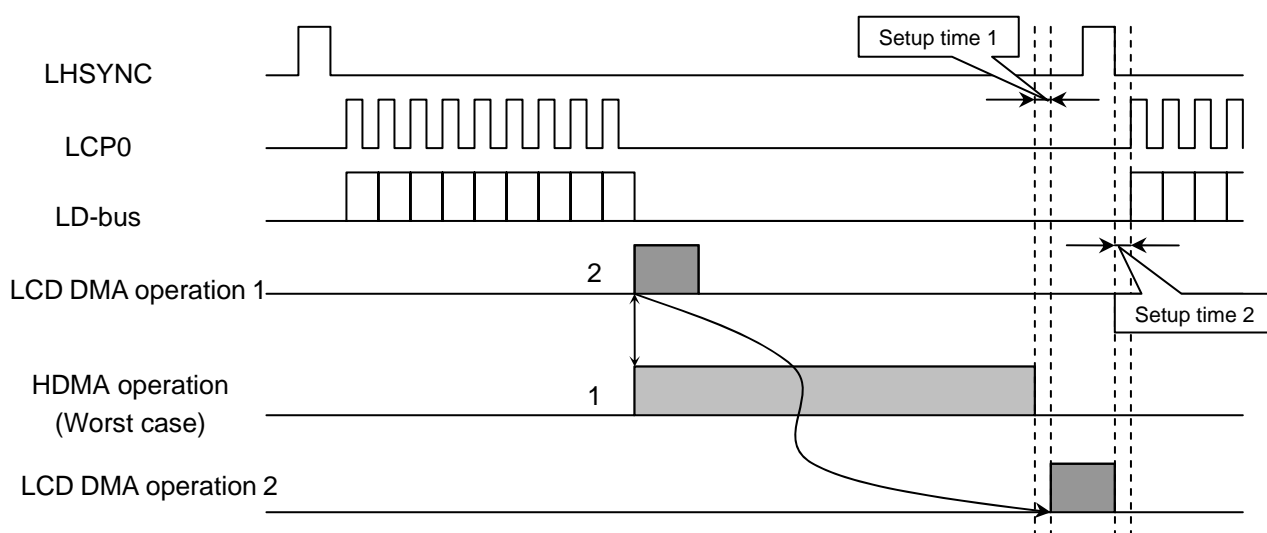 Setup time 1
LHSYNC
LCP0
LD-bus
2
LCD DMA operation 1
Setup time 2
HDMA operation
1
(Worst case)
LCD DMA operation 2